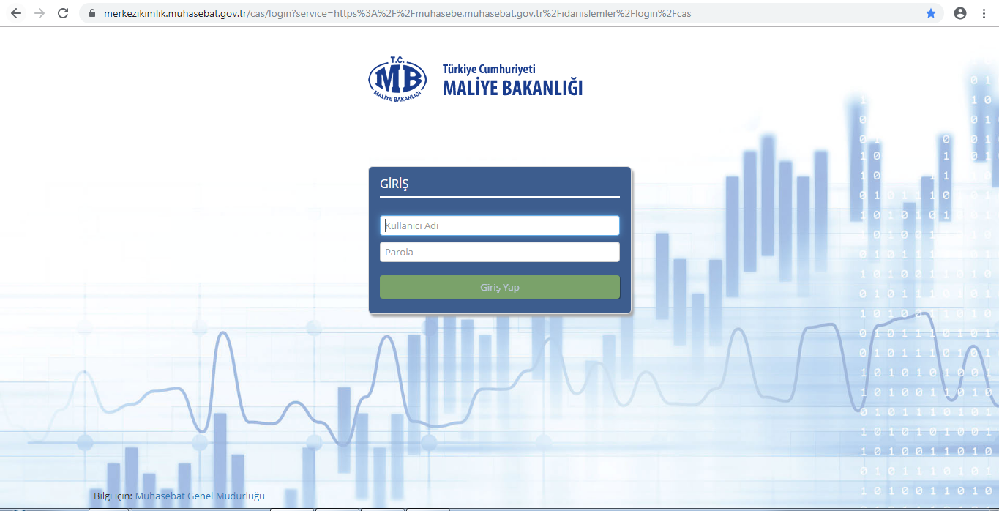 merkezikimlik.muhasebat.gov.tr/cas/login?service=https%3A%2F%2Fmuhasebe.muhasebat.gov.tr%2Fidariislemler%2Flogin%2Fcas
T.C.
MB
MALİYE BAKANLIĞI
Türkiye Cumhuriyeti
MALİYE BAKANLIĞI
GİRİŞ
Kullanıcı Adı
Parola
Giriş Yap
Bilgi için: Muhasebat Genel Müdürlüğü